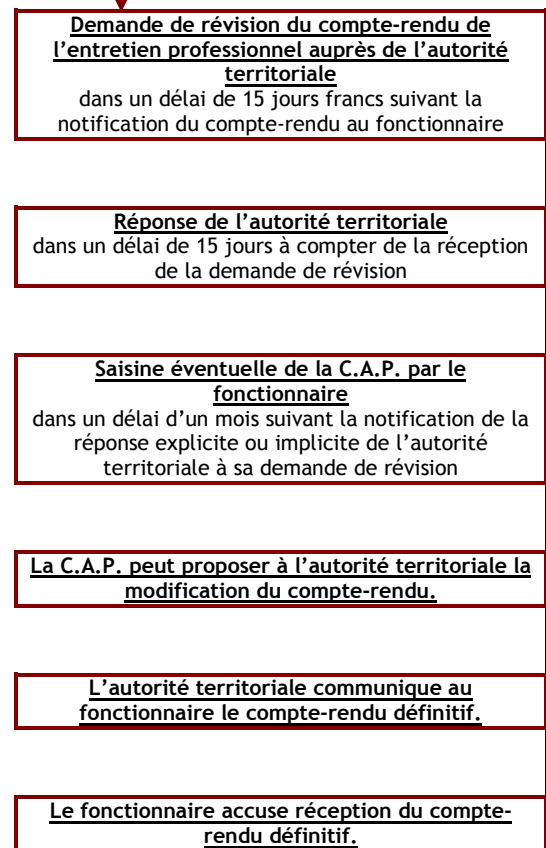 Demande de révision du compte-rendu de
l’entretien professionnel auprès de l’autorité
territoriale
dans un délai de 15 jours francs suivant la
notification du compte-rendu au fonctionnaire
Réponse de l’autorité territoriale
dans un délai de 15 jours à compter de la réception
de la demande de révision
Saisine éventuelle de la C.A.P. par le
fonctionnaire
dans un délai d’un mois suivant la notification de la
réponse explicite ou implicite de l’autorité
territoriale à sa demande de révision
La C.A.P. peut proposer à l’autorité territoriale la
modification du compte-rendu.
L’autorité territoriale communique au
fonctionnaire le compte-rendu définitif.
Le fonctionnaire accuse réception du compte-
rendu définitif.